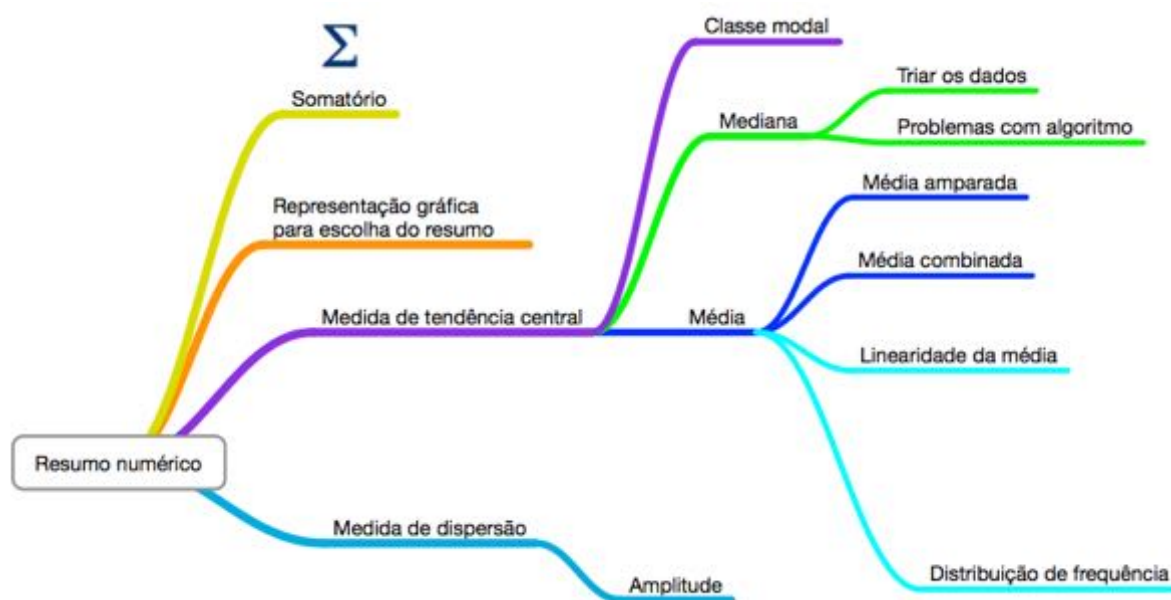 Σ
Classe modal
Somatório
Triar os dados
Mediana
Problemas com algoritmo
Média amparada
Representação gráfica
para escolha do resumo
Média combinada
Medida de tendência central
Média
Linearidade da média
Resumo numérico
Medida de dispersão
Distribuição de frequência
Amplitude